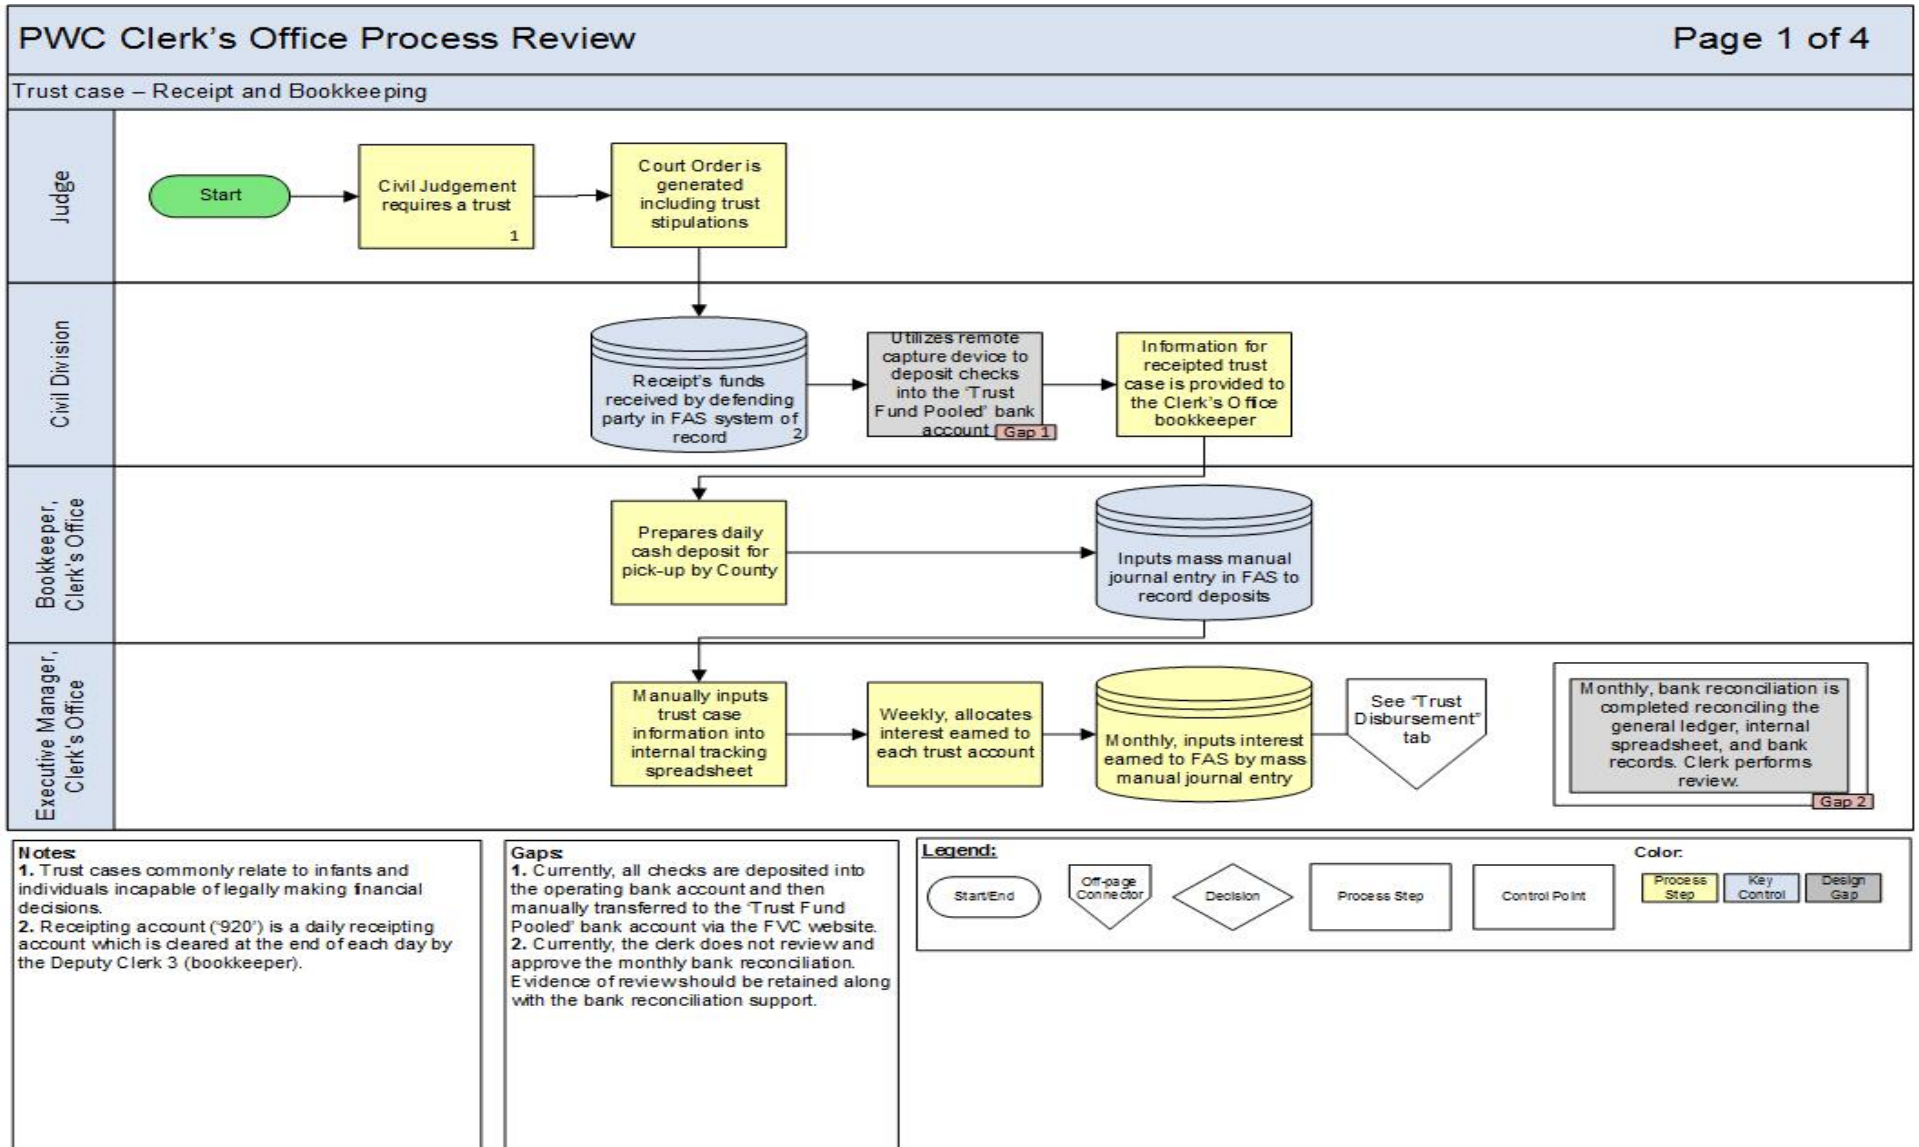 PWC Clerk's Office Process Review
Page 1 of 4
Trust case – Receipt and Bookkeeping
Judge
Start
Civil Judgement
requires a trust
1
Court Order is
generated
including trust
stipulations
Civil Division
Receipt's funds
received by defending
party in FAS system of
record
2
Utilizes remote
capture device to
deposit checks
into the 'Trust
Fund Pooled' bank
account
Gap 1
Information for
receipted trust
case is provided to
the Clerk's Office
bookkeeper
Bookkeeper,
Clerk's Office
Prepares daily
cash deposit for
pick-up by County
Inputs mass manual
journal entry in FAS to
record deposits
Executive Manager,
Clerk's Office
Manually inputs
trust case
information into
internal tracking
spreadsheet
Weekly, allocates
interest earned to
each trust account
Monthly, inputs interest
earned to FAS by mass
manual journal entry
See "Trust
Disbursement"
tab
Monthly, bank reconciliation is
completed reconciling the
general ledger, internal
spreadsheet, and bank
records. Clerk performs
review.
Gap 2
Notes:
1. Trust cases commonly relate to infants and
individuals incapable of legally making financial
decisions.
2. Receipting account ('920') is a daily receipting
account which is cleared at the end of each day by
the Deputy Clerk 3 (bookkeeper).
Gaps:
1. Currently, all checks are deposited into
the operating bank account and then
manually transferred to the 'Trust Fund
Pooled' bank account via the FVC website.
2. Currently, the clerk does not review and
approve the monthly bank reconciliation.
Evidence of review should be retained along
with the bank reconciliation support.
Legend:
Start/End
Off-page
Connector
Decision
Process Step
Control Point
Color:
Process
Step
Key
Control
Design
Gap